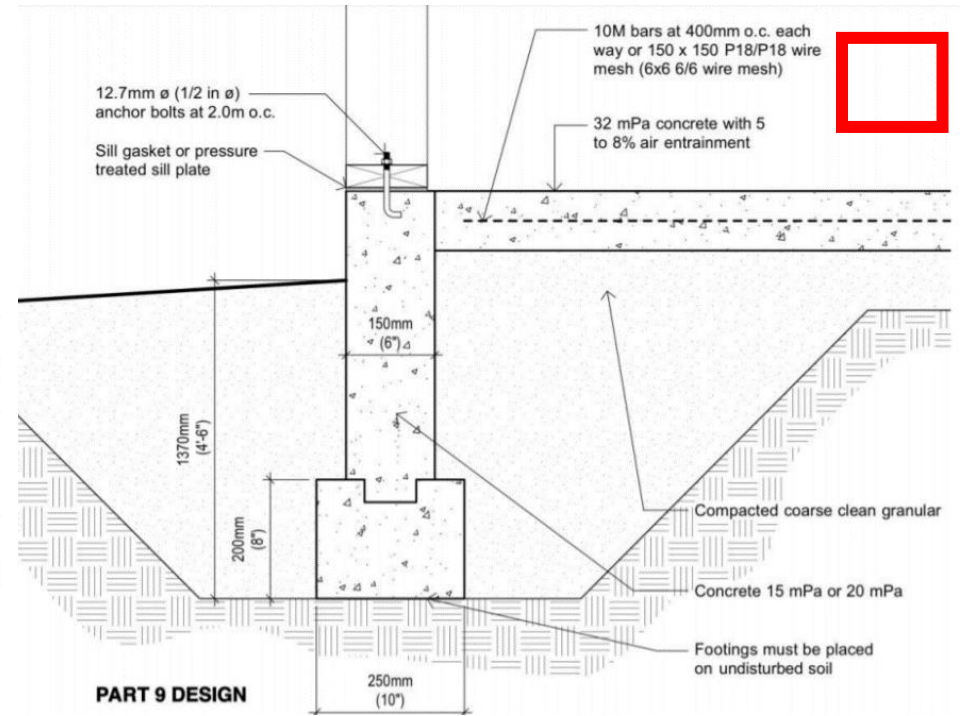 10M bars at 400mm o.c. each
way or 150 x 150 P18/P18 wire
mesh (6x6 6/6 wire mesh)
12.7mm ø (1/2 in ø)
anchor bolts at 2.0m o.c.
32 mPa concrete with 5
to 8% air entrainment
Sill gasket or pressure
treated sill plate
150mm
(6")
1370mm
(4'-6")
200mm
(8")
Compacted coarse clean granular
Concrete 15 mPa or 20 mPa
Footings must be placed
on undisturbed soil
250mm
(10")
PART 9 DESIGN